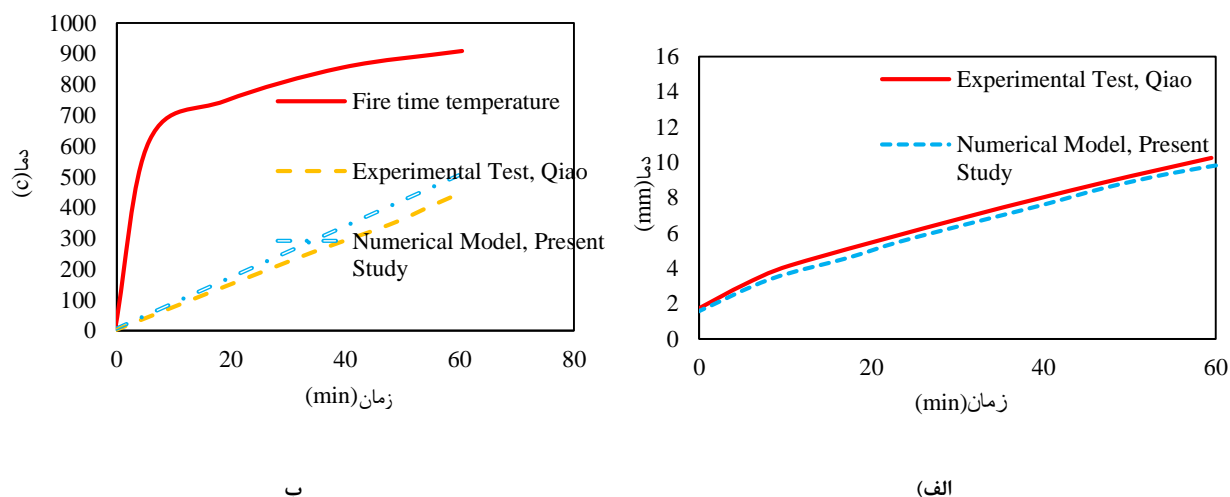 1000
900
800
700
600
500
400
300
200
100
0
0 20 40 60 80
دما(c)
زمان(min)
Fire time temperature
Experimental Test, Qiao
Numerical Model, Present
Study
ب
16
14
12
10
8
6
4
2
0
0 20 40 60
دما(mm)
زمان(min)
Experimental Test, Qiao
Numerical Model, Present
Study
الف)